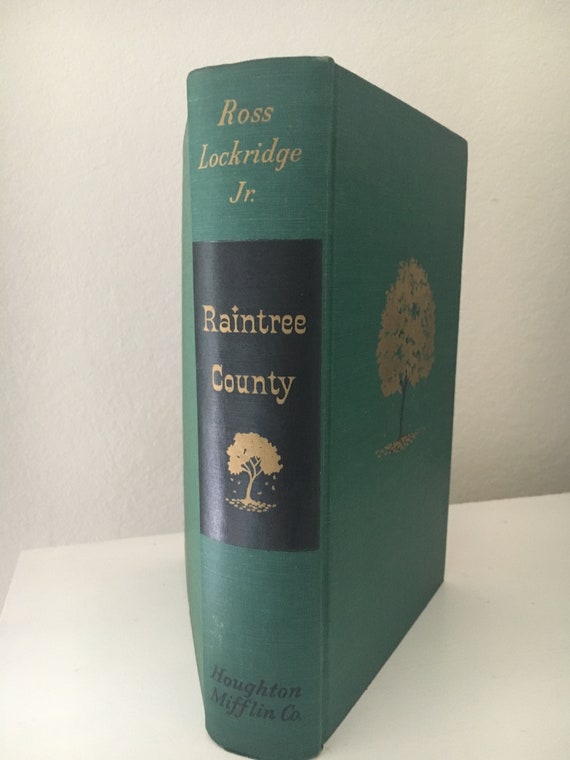 Ross
Lockridge
Jr.
Raintree
County
Houghton
Mifflin Co.